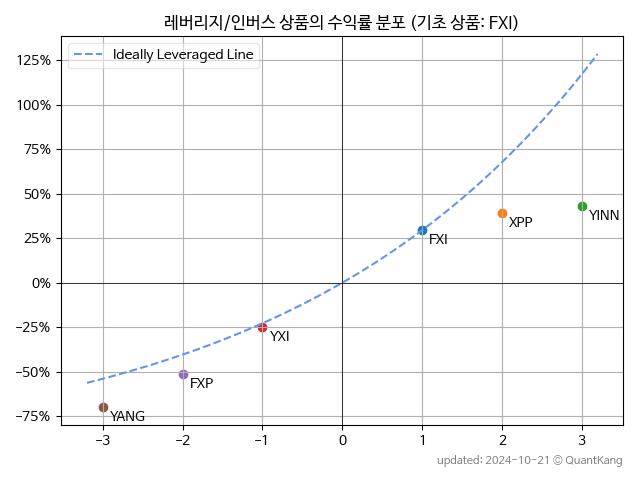 레버리지/인버스 상품의 수익률 분포 (기초 상품: FXI)
Ideally Leveraged Line
125%
100%
75%
50%
25%
0%
−25%
−50%
−75%
YINN
XPP
FXI
YXI
FXP
YANG
−3 −2 −1 0 1 2 3
updated: 2024-10-21 © QuantKang